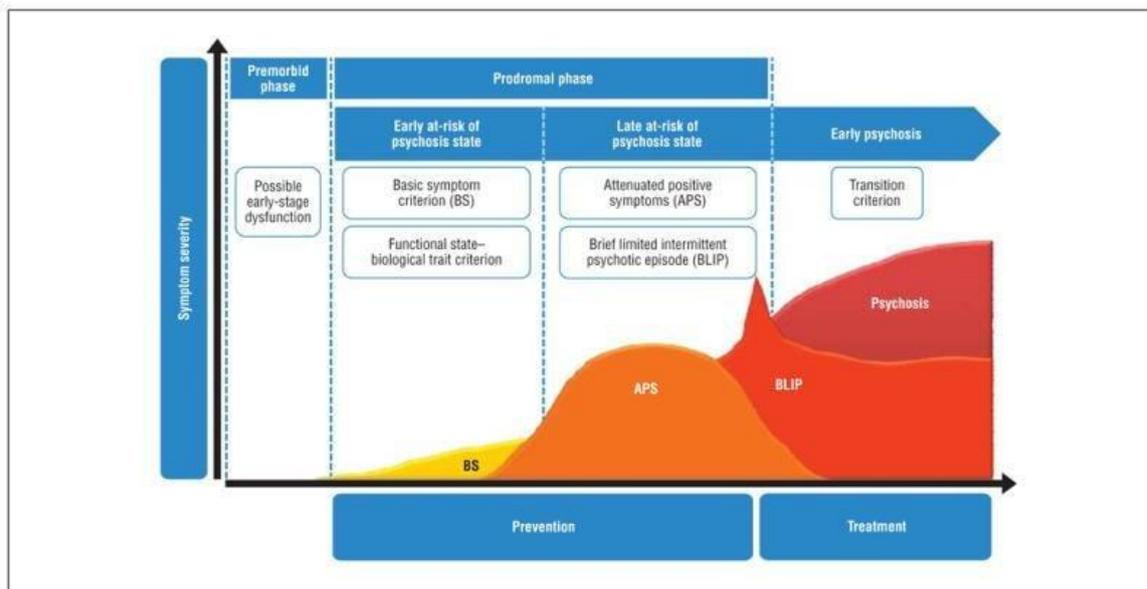 Symptom severity
Premorbid
phase
Prodromal phase
Early at-risk of
psychosis state
Late at-risk of
psychosis state
Early psychosis
Possible
early-stage
dysfunction
Basic symptom
criterion (BS)
Functional state–
biological trait criterion
Attenuated positive
symptoms (APS)
Brief limited intermittent
psychotic episode (BLIP)
Transition
criterion
Psychosis
BLIP
APS
BS
Prevention
Treatment